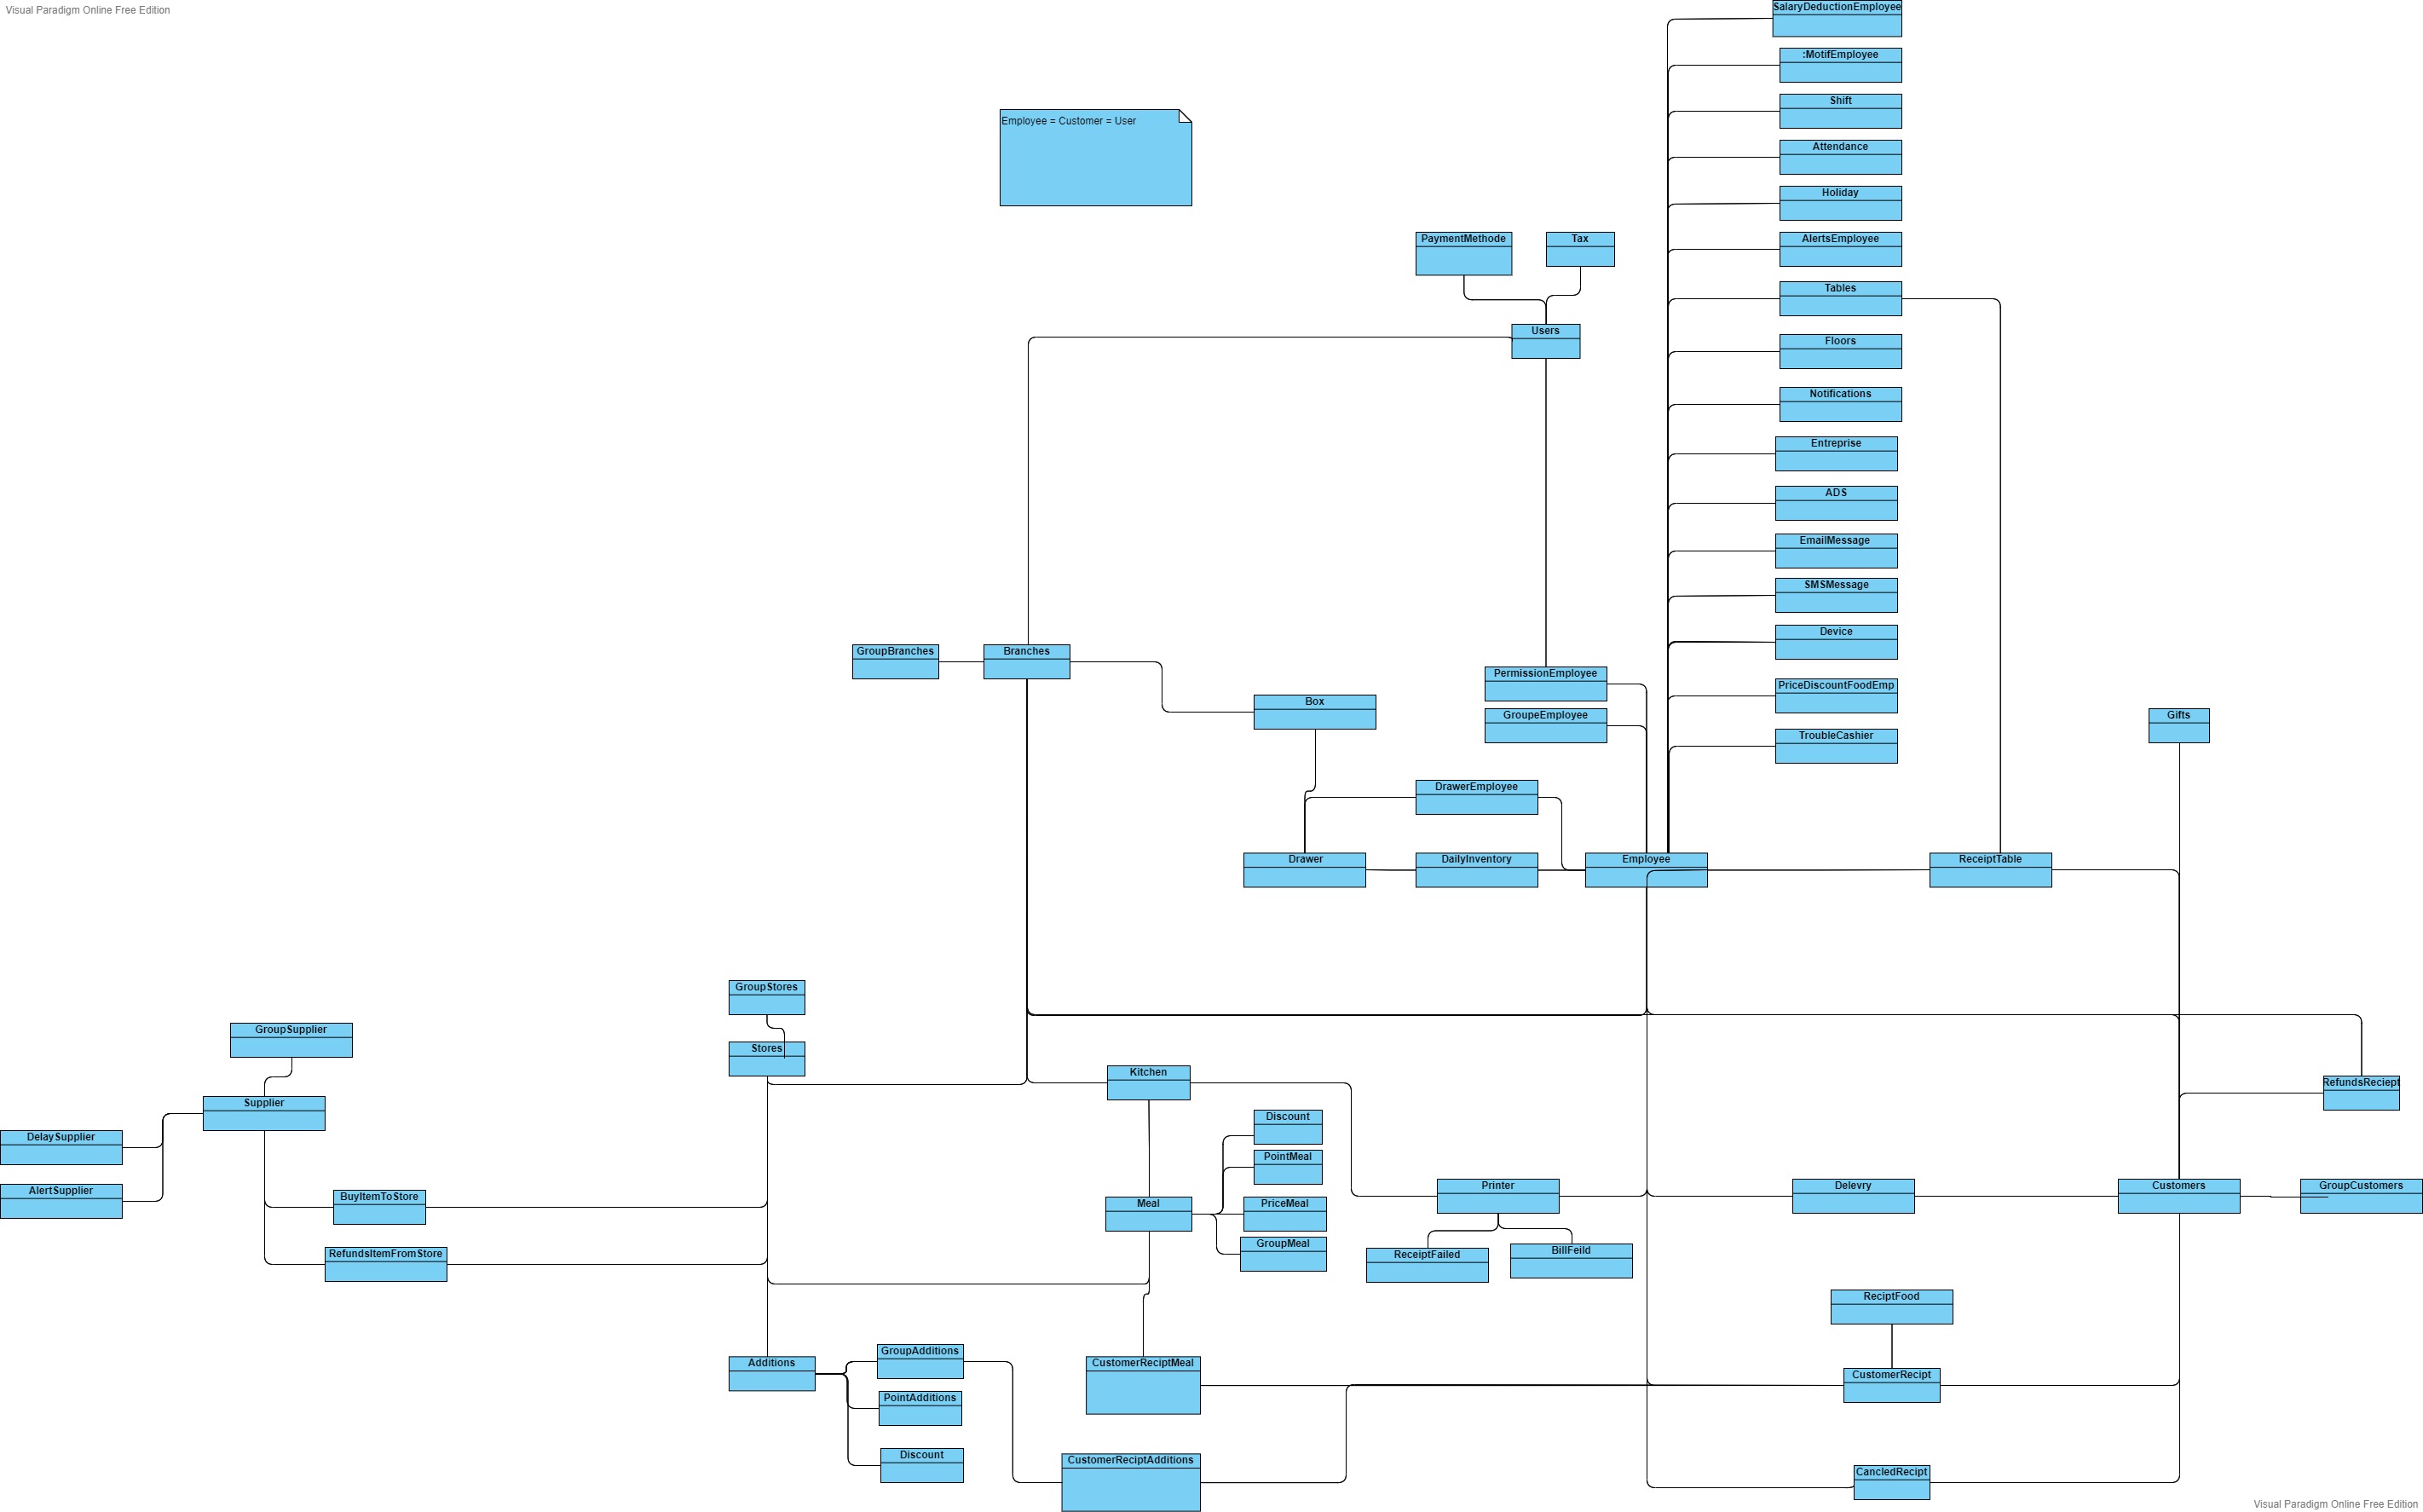 Visual Paradigm Online Free Edition
SalaryDeductionEmployee
:MotifEmployee
Shift
Employee = Customer = User
Attendance
Holiday
PaymentMethode
Tax
AlertsEmployee
Tables
Users
Floors
Notifications
Entreprise
ADS
EmailMessage
SMSMessage
Device
GroupBranches
Branches
PermissionEmployee
PriceDiscountFoodEmp
Box
GroupeEmployee
Gifts
TroubleCashier
DrawerEmployee
Drawer
DailyInventory
Employee
ReceiptTable
GroupStores
GroupSupplier
Stores
Kitchen
RefundsReciept
Supplier
Discount
DelaySupplier
PointMeal
AlertSupplier
BuyItemToStore
Meal
PriceMeal
Printer
Delevry
Customers
GroupCustomers
GroupMeal
RefundsItemFromStore
ReceiptFailed
BillFeild
ReciptFood
GroupAdditions
Additions
CustomerReciptMeal
CustomerRecipt
PointAdditions
Discount
CustomerReciptAdditions
CancledRecipt
Visual Paradigm Online Free Edition